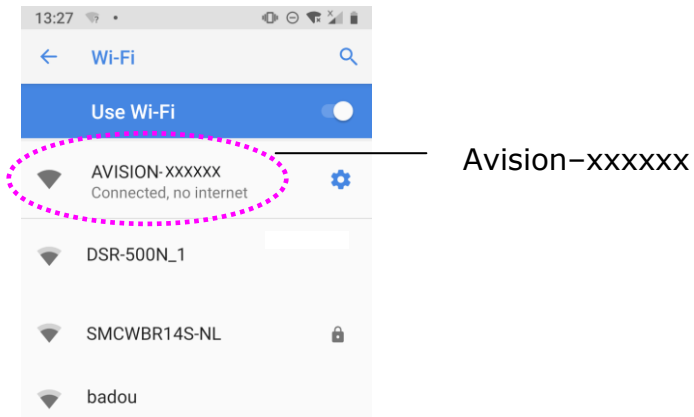 13:27
Wi-Fi
Use Wi-Fi
AVISION-XXXXXX
Connected, no internet
Avision–xxxxxx
DSR-500N_1
SMCWBR14S-NL
badou